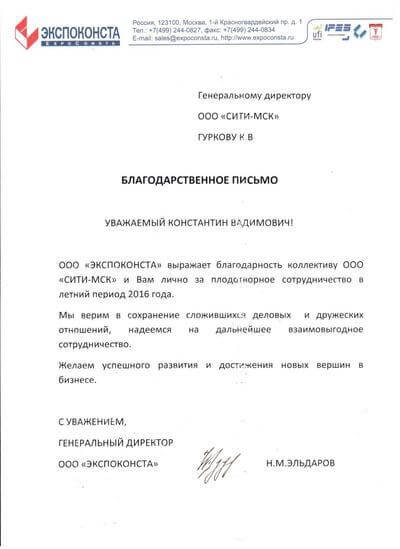 ЭКСПОКОНСТА
EXPOCONSTA
Россия, 123100, Москва, 1-й Красногвардейский пр. д. 1
Тел.: +7(499) 244-0827, факс: +7(499) 244-0834
E-mail: sales@expoconsta.ru, http://www.expoconsta.ru
ufi
IFES
Генеральному директору
ООО «СИТИ-МСК»
ГУРКОВУ К.В
БЛАГОДАРСТВЕННОЕ ПИСЬМО
УВАЖАЕМЫЙ КОНСТАНТИН ВАДИМОВИЧ!
ООО «ЭКСПОКОНСТА» выражает благодарность коллективу ООО
«СИТИ-МСК» и Вам лично за плодотворное сотрудничество в
летний период 2016 года.
Мы верим в сохранение сложившихся деловых и дружеских
отношений, надеемся на дальнейшее взаимовыгодное
сотрудничество.
Желаем успешного развития и достижения новых вершин в
бизнесе.
С УВАЖЕНИЕМ,
ГЕНЕРАЛЬНЫЙ ДИРЕКТОР
ООО «ЭКСПОКОНСТА» Н.М.ЭЛЬДАРОВ